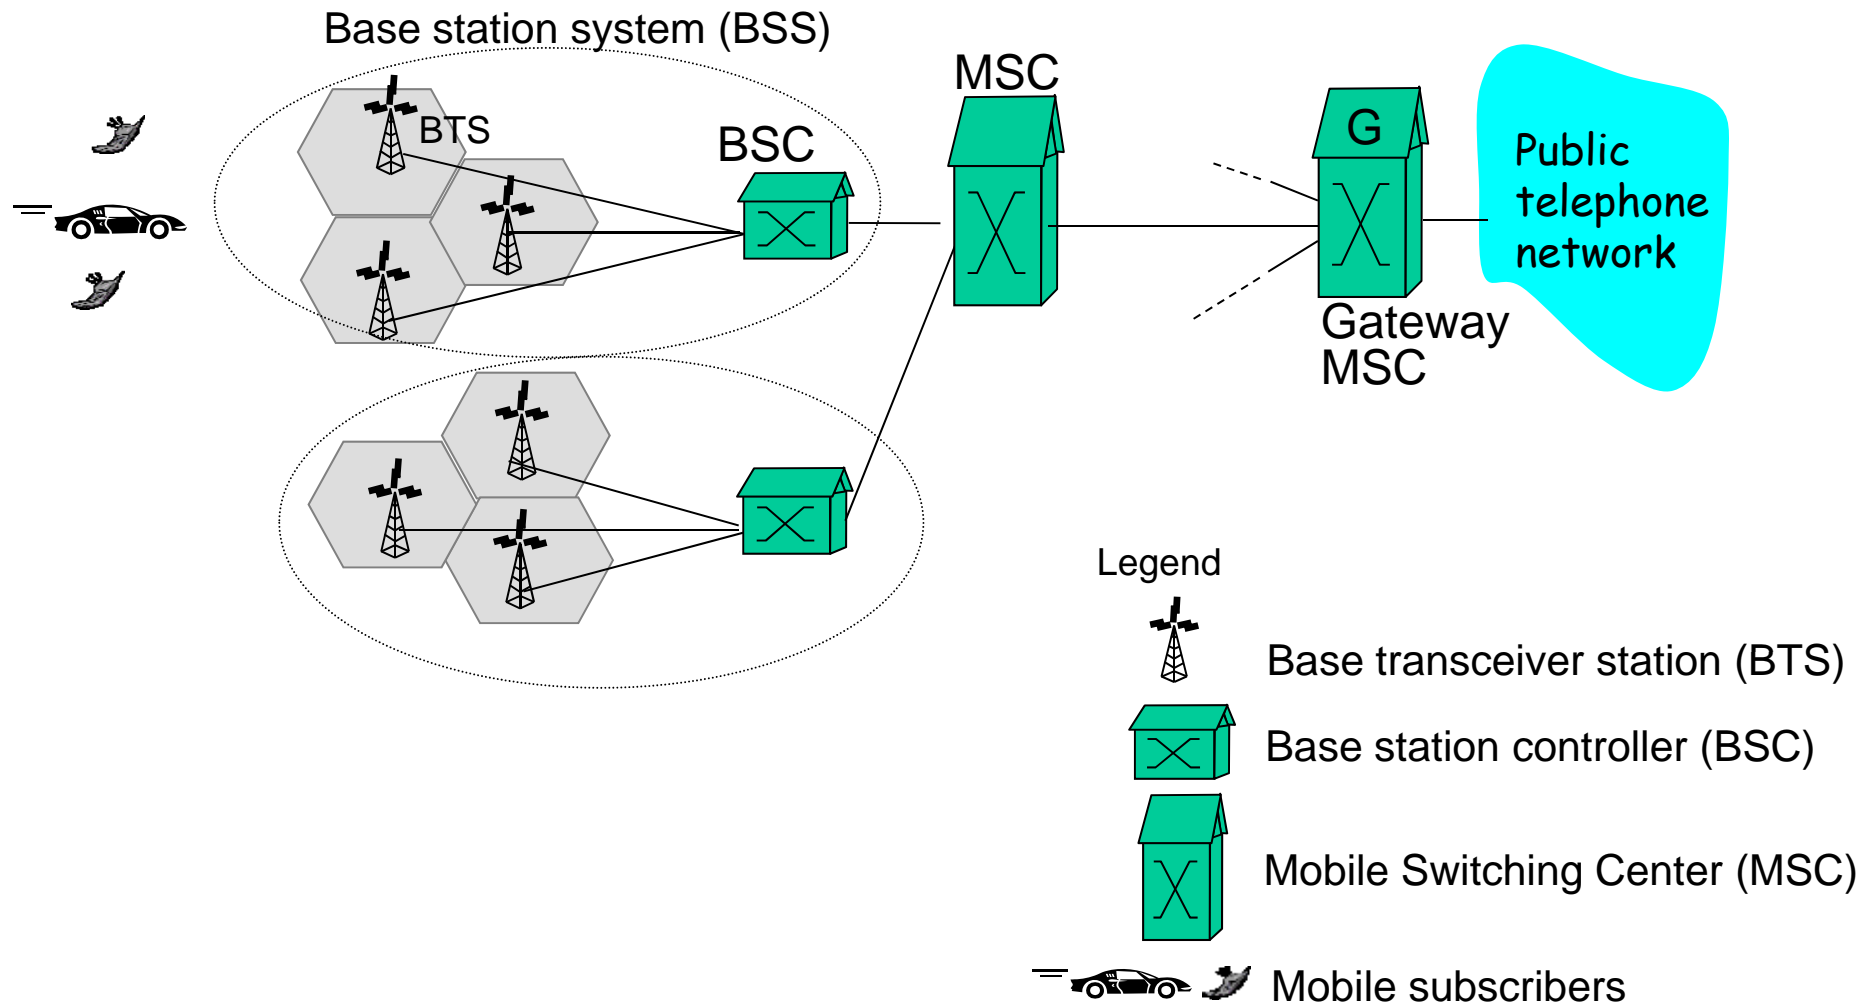 Base station system (BSS)
MSC
BTS
BSC
G
Public
telephone
network
Gateway
MSC
Legend
Base transceiver station (BTS)
Base station controller (BSC)
Mobile Switching Center (MSC)
Mobile subscribers